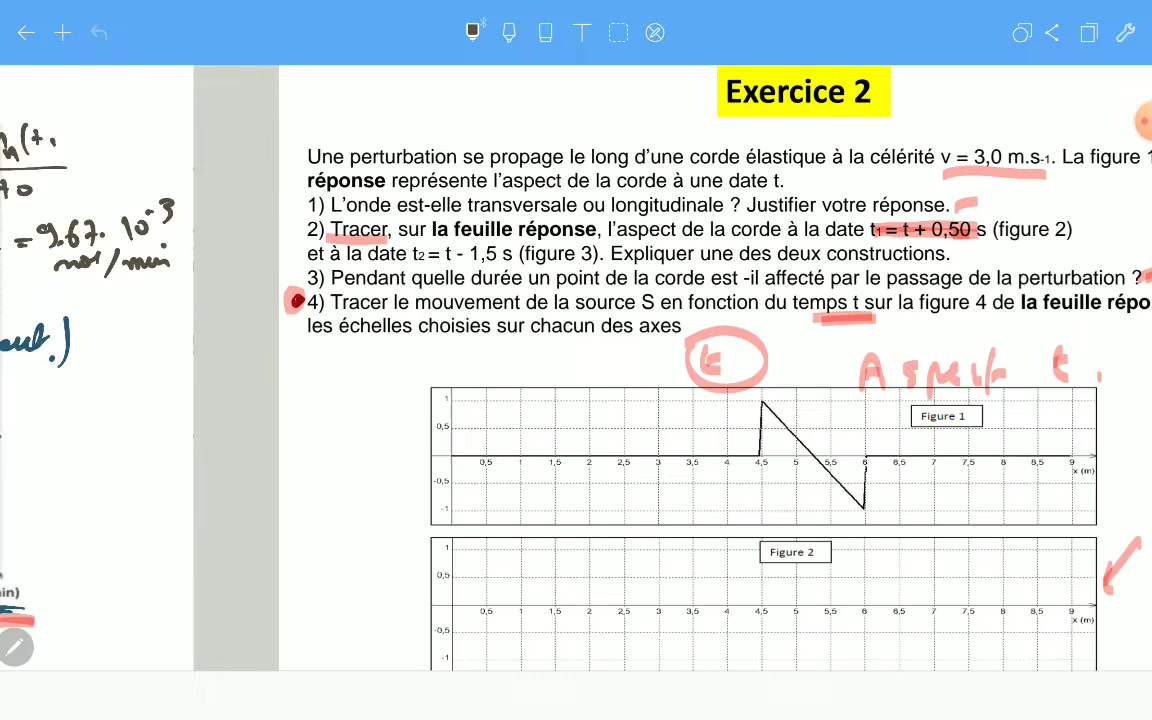 Exercice 2
n(t.
40
= 9.67. 10-3
mol/min
Une perturbation se propage le long d’une corde élastique à la célérité v = 3,0 m.s-1. La figure 1
réponse représente l’aspect de la corde à une date t.
1) L’onde est-elle transversale ou longitudinale ? Justifier votre réponse.
2) Tracer, sur la feuille réponse, l’aspect de la corde à la date t1 = t + 0,50 s (figure 2)
et à la date t2 = t - 1,5 s (figure 3). Expliquer une des deux constructions.
3) Pendant quelle durée un point de la corde est -il affecté par le passage de la perturbation ?
4) Tracer le mouvement de la source S en fonction du temps t sur la figure 4 de la feuille répo
les échelles choisies sur chacun des axes
t Aspect t.
1
0,5
-0,5
-1
Figure 1
0,5 1 1,5 2 2,5 3 3,5 4 4,5 5 5,5 6 6,5 7 7,5 8 8,5 9
x (m)
1
0,5
-0,5
-1
Figure 2
0,5 1 1,5 2 2,5 3 3,5 4 4,5 5 5,5 6 6,5 7 7,5 8 8,5 9
x (m)
in)